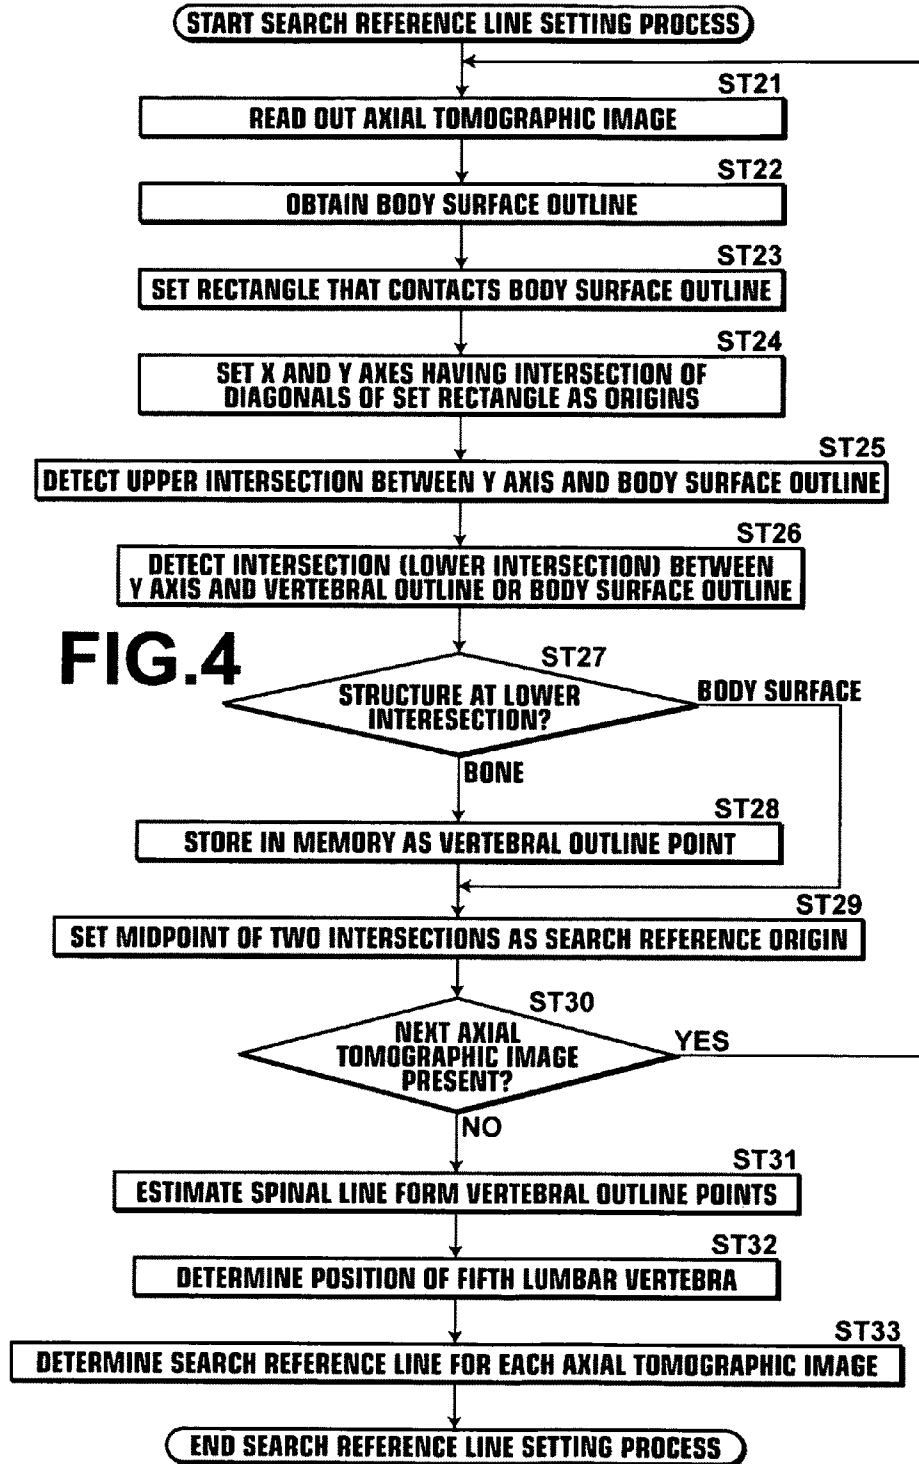 START SEARCH REFERENCE LINE SETTING PROCESS
ST21
READ OUT AXIAL TOMOGRAPHIC IMAGE
ST22
OBTAIN BODY SURFACE OUTLINE
ST23
SET RECTANGLE THAT CONTACTS BODY SURFACE OUTLINE
ST24
SET X AND Y AXES HAVING INTERSECTION OF
DIAGONALS OF SET RECTANGLE AS ORIGINS
ST25
DETECT UPPER INTERSECTION BETWEEN Y AXIS AND BODY SURFACE OUTLINE
ST26
DETECT INTERSECTION (LOWER INTERSECTION) BETWEEN
Y AXIS AND VERTEBRAL OUTLINE OR BODY SURFACE OUTLINE
FIG.4
ST27
STRUCTURE AT LOWER
INTERESECTION?
BODY SURFACE
BONE
ST28
STORE IN MEMORY AS VERTEBRAL OUTLINE POINT
ST29
SET MIDPOINT OF TWO INTERSECTIONS AS SEARCH REFERENCE ORIGIN
ST30
NEXT AXIAL
TOMOGRAPHIC IMAGE
PRESENT?
YES
NO
ST31
ESTIMATE SPINAL LINE FORM VERTEBRAL OUTLINE POINTS
ST32
DETERMINE POSITION OF FIFTH LUMBAR VERTEBRA
ST33
DETERMINE SEARCH REFERENCE LINE FOR EACH AXIAL TOMOGRAPHIC IMAGE
END SEARCH REFERENCE LINE SETTING PROCESS